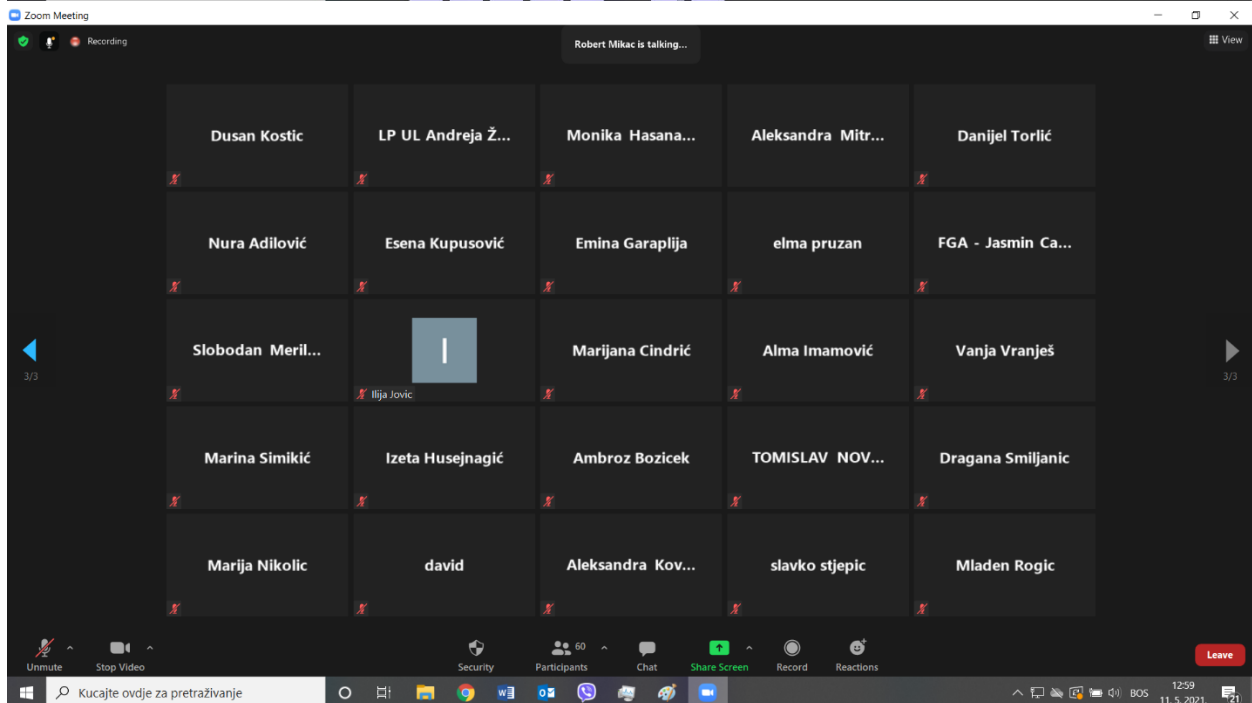 Zoom Meeting
Recording
Robert Mikac is talking...
View
Dusan Kostic
LP UL Andreja Ž...
Monika Hasana...
Aleksandra Mitr...
Danijel Torlić
Nura Adilović
Esena Kupusović
Emina Garaplija
elma pruzan
FGA - Jasmin Ca...
Slobodan Meril...
I
Ilija Jovic
Marijana Cindrić
Alma Imamović
Vanja Vranješ
3/3
3/3
Marina Simikić
Izeta Husejnagić
Ambroz Bozicek
TOMISLAV NOV...
Dragana Smiljanic
Marija Nikolic
david
Aleksandra Kov...
slavko stjepic
Mladen Rogic
Unmute
Stop Video
Security
60
Participants
Chat
Share Screen
Record
Reactions
Leave
Kucajte ovdje za pretraživanje
BOS
12:59
11. 5. 2021.
21